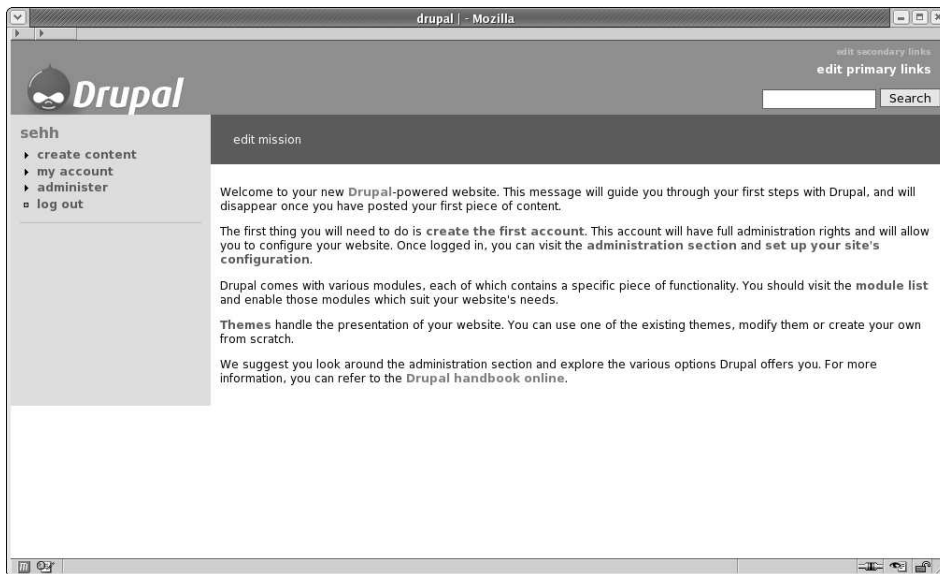 drupal | - Mozilla
edit secondary links
edit primary links
Drupal
Search
sehh
create content
my account
administer
log out
edit mission
Welcome to your new Drupal-powered website. This message will guide you through your first steps with Drupal, and will
disappear once you have posted your first piece of content.
The first thing you will need to do is create the first account. This account will have full administration rights and will allow
you to configure your website. Once logged in, you can visit the administration section and set up your site's
configuration.
Drupal comes with various modules, each of which contains a specific piece of functionality. You should visit the module list
and enable those modules which suit your website's needs.
Themes handle the presentation of your website. You can use one of the existing themes, modify them or create your own
from scratch.
We suggest you look around the administration section and explore the various options Drupal offers you. For more
information, you can refer to the Drupal handbook online.